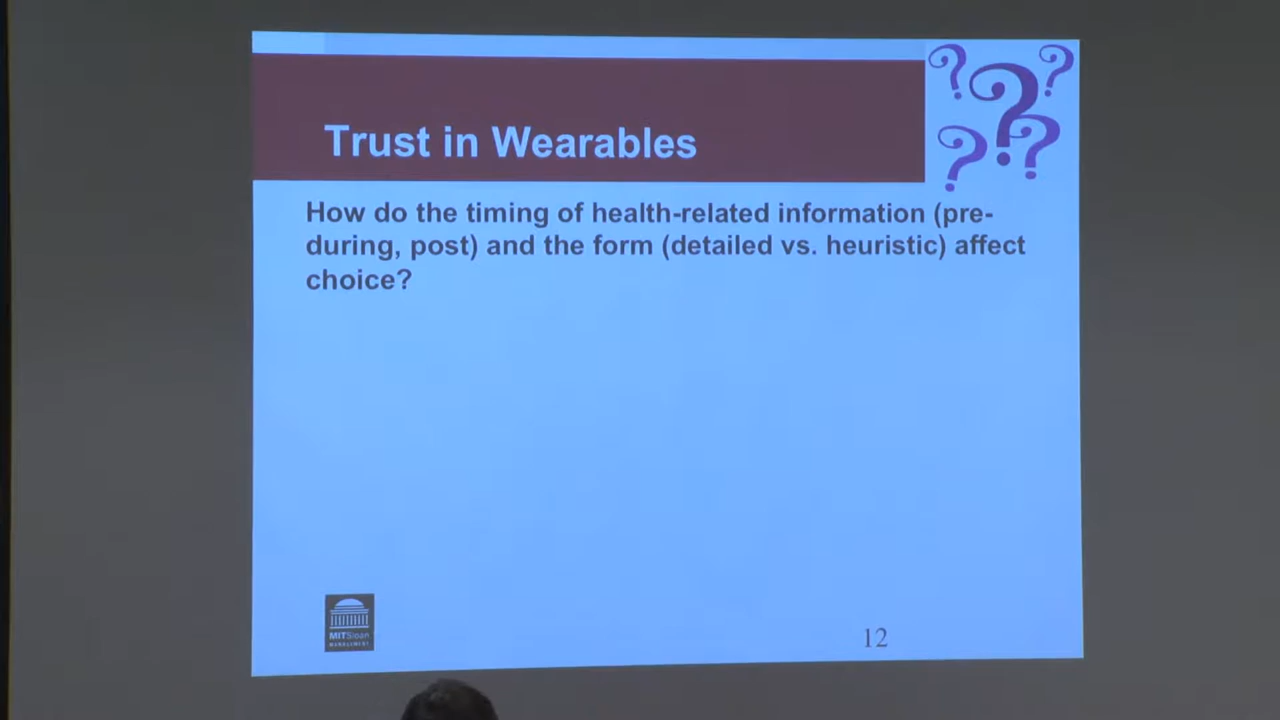 Trust in Wearables
How do the timing of health-related information (pre-
during, post) and the form (detailed vs. heuristic) affect
choice?
MITSloan
MANAGEMENT
12